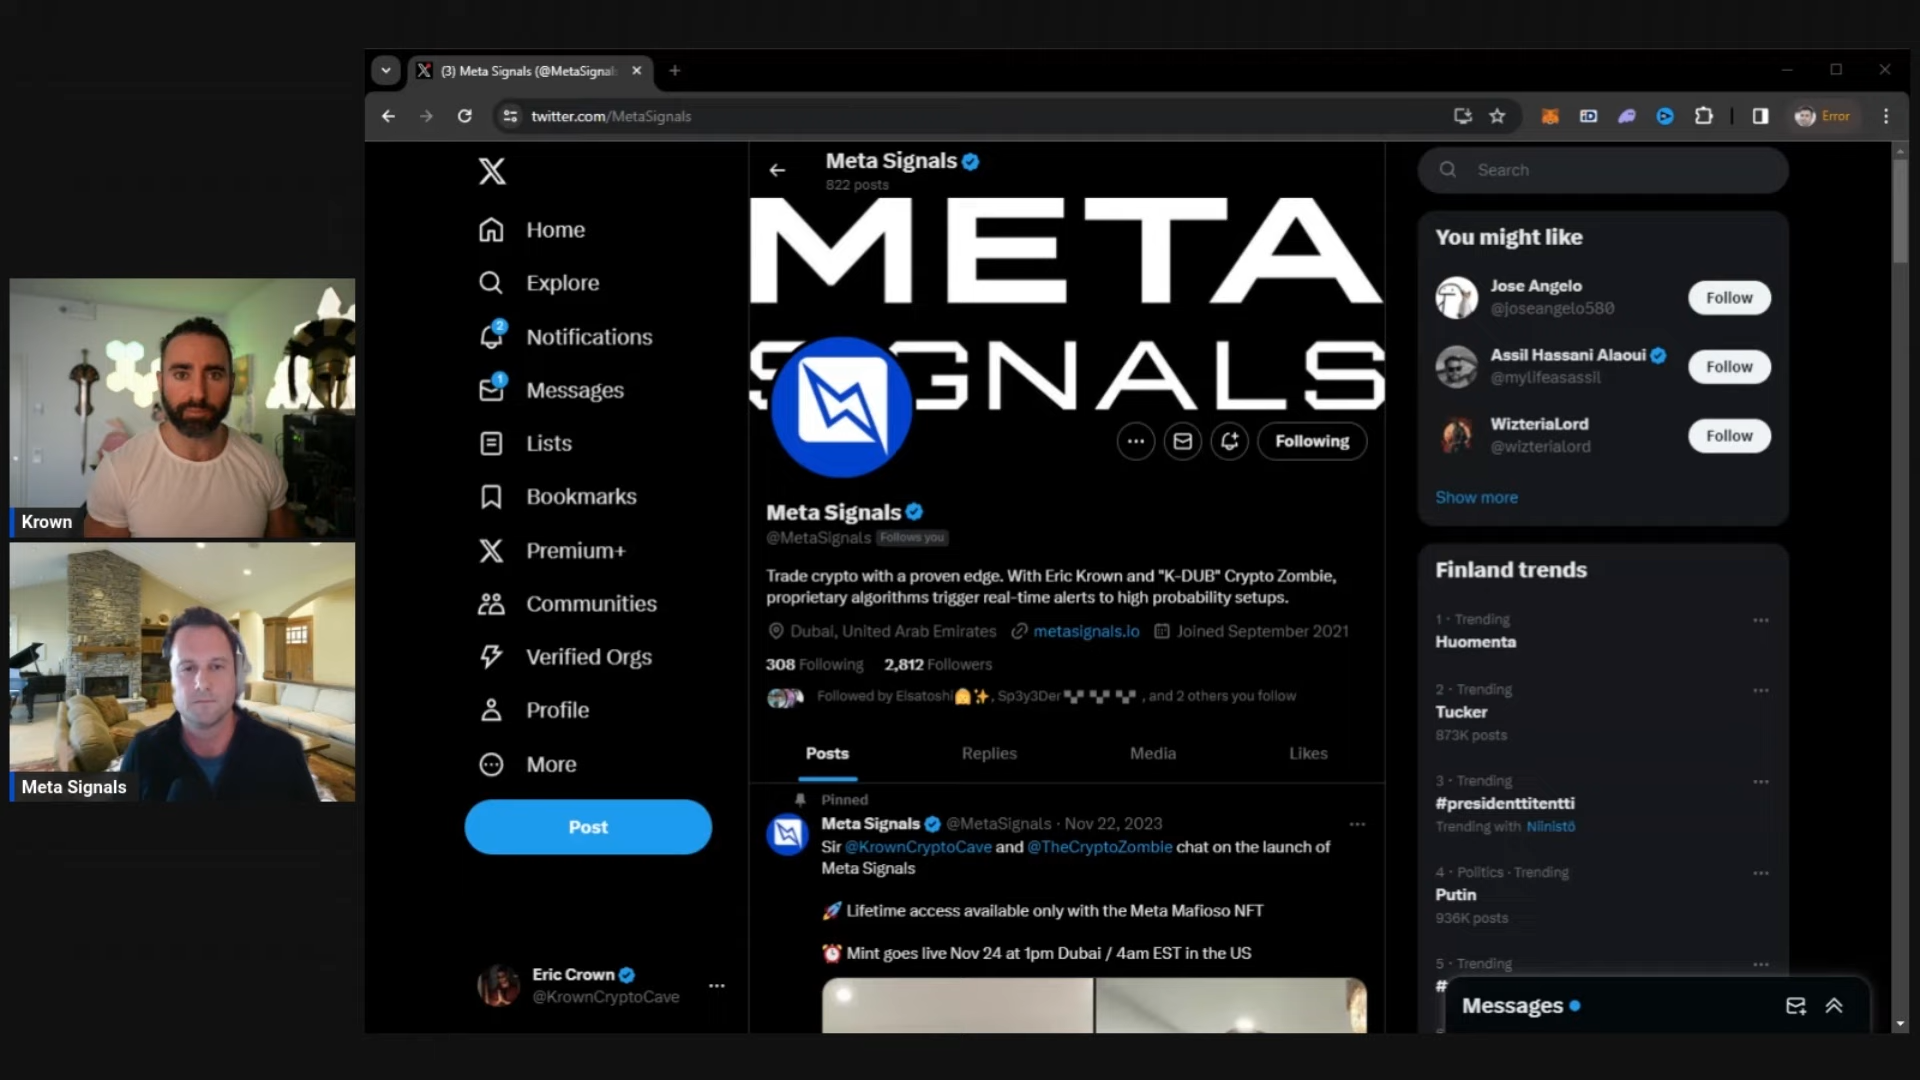 (3) Meta Signals (@MetaSignal
twitter.com/MetaSignals
Error
Krown
Meta Signals
Home
Explore
2
Notifications
1
Messages
Lists
Bookmarks
Premium+
Communities
Verified Orgs
Profile
More
Post
Eric Crown
@KrownCryptoCave
Meta Signals
822 posts
META
SIGNALS
Following
Meta Signals
@MetaSignals Follows you
Trade crypto with a proven edge. With Eric Krown and "K-DUB" Crypto Zombie,
proprietary algorithms trigger real-time alerts to high probability setups.
Dubai, United Arab Emirates metasignals.io Joined September 2021
308 Following 2,812 Followers
Followed by Elsatoshi, Sp3y3Der, and 2 others you follow
Posts Replies Media Likes
Pinned
Meta Signals @MetaSignals · Nov 22, 2023
Sir @KrownCryptoCave and @TheCryptoZombie chat on the launch of
Meta Signals
🚀 Lifetime access available only with the Meta Mafioso NFT
⏰ Mint goes live Nov 24 at 1pm Dubai / 4am EST in the US
Search
You might like
Jose Angelo
@joseangelo580
Follow
Assil Hassani Alaoui
@mylifeasassil
Follow
WizteriaLord
@wizterialord
Follow
Show more
Finland trends
1 · Trending
Huomenta
2 · Trending
Tucker
873K posts
3 · Trending
#presidenttitentti
Trending with Niinistö
4 · Politics · Trending
Putin
936K posts
5 · Trending
#
Messages